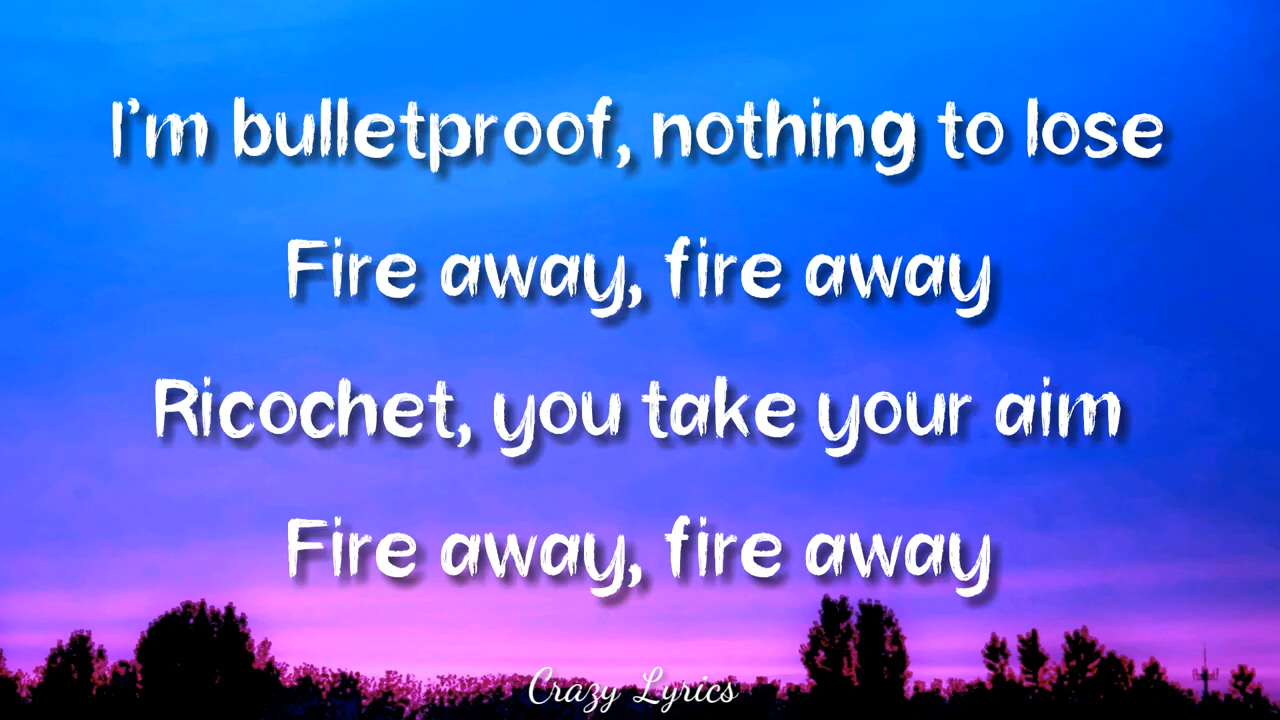 I'm bulletproof, nothing to lose
Fire away, fire away
Ricochet, you take your aim
Fire away, fire away
Crazy Lyrics